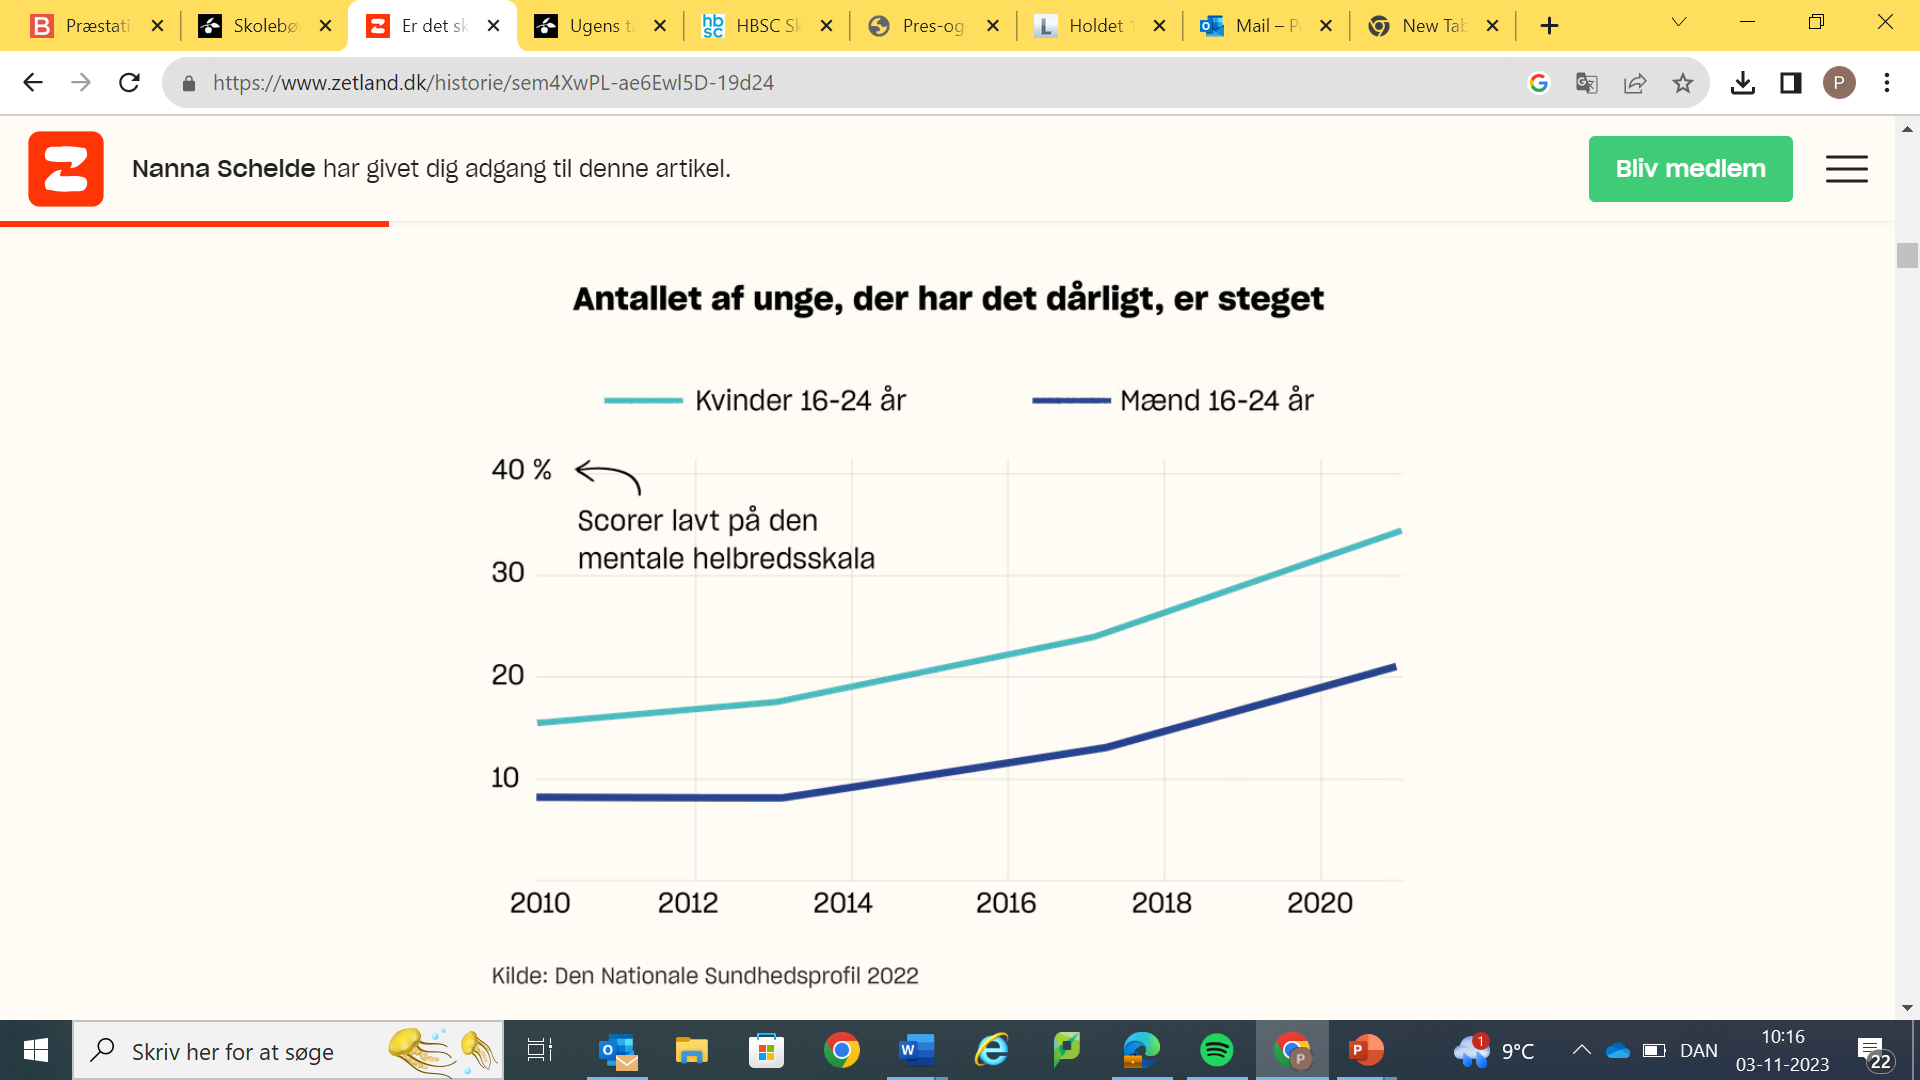 Præstati
Skolebø
Er det sk
Ugens ta
HBSC Sk
Pres-og-
Holdet 1
Mail – P
New Tab
https://www.zetland.dk/historie/sem4XwPL-ae6Ewl5D-19d24
P
Nanna Schelde har givet dig adgang til denne artikel.
Bliv medlem
Antallet af unge, der har det dårligt, er steget
Kvinder 16-24 år
Mænd 16-24 år
40 %
Scorer lavt på den
mentale helbredsskala
30
20
10
2010 2012 2014 2016 2018 2020
Kilde: Den Nationale Sundhedsprofil 2022
Skriv her for at søge
1
9°C
DAN
10:16
03-11-2023
22